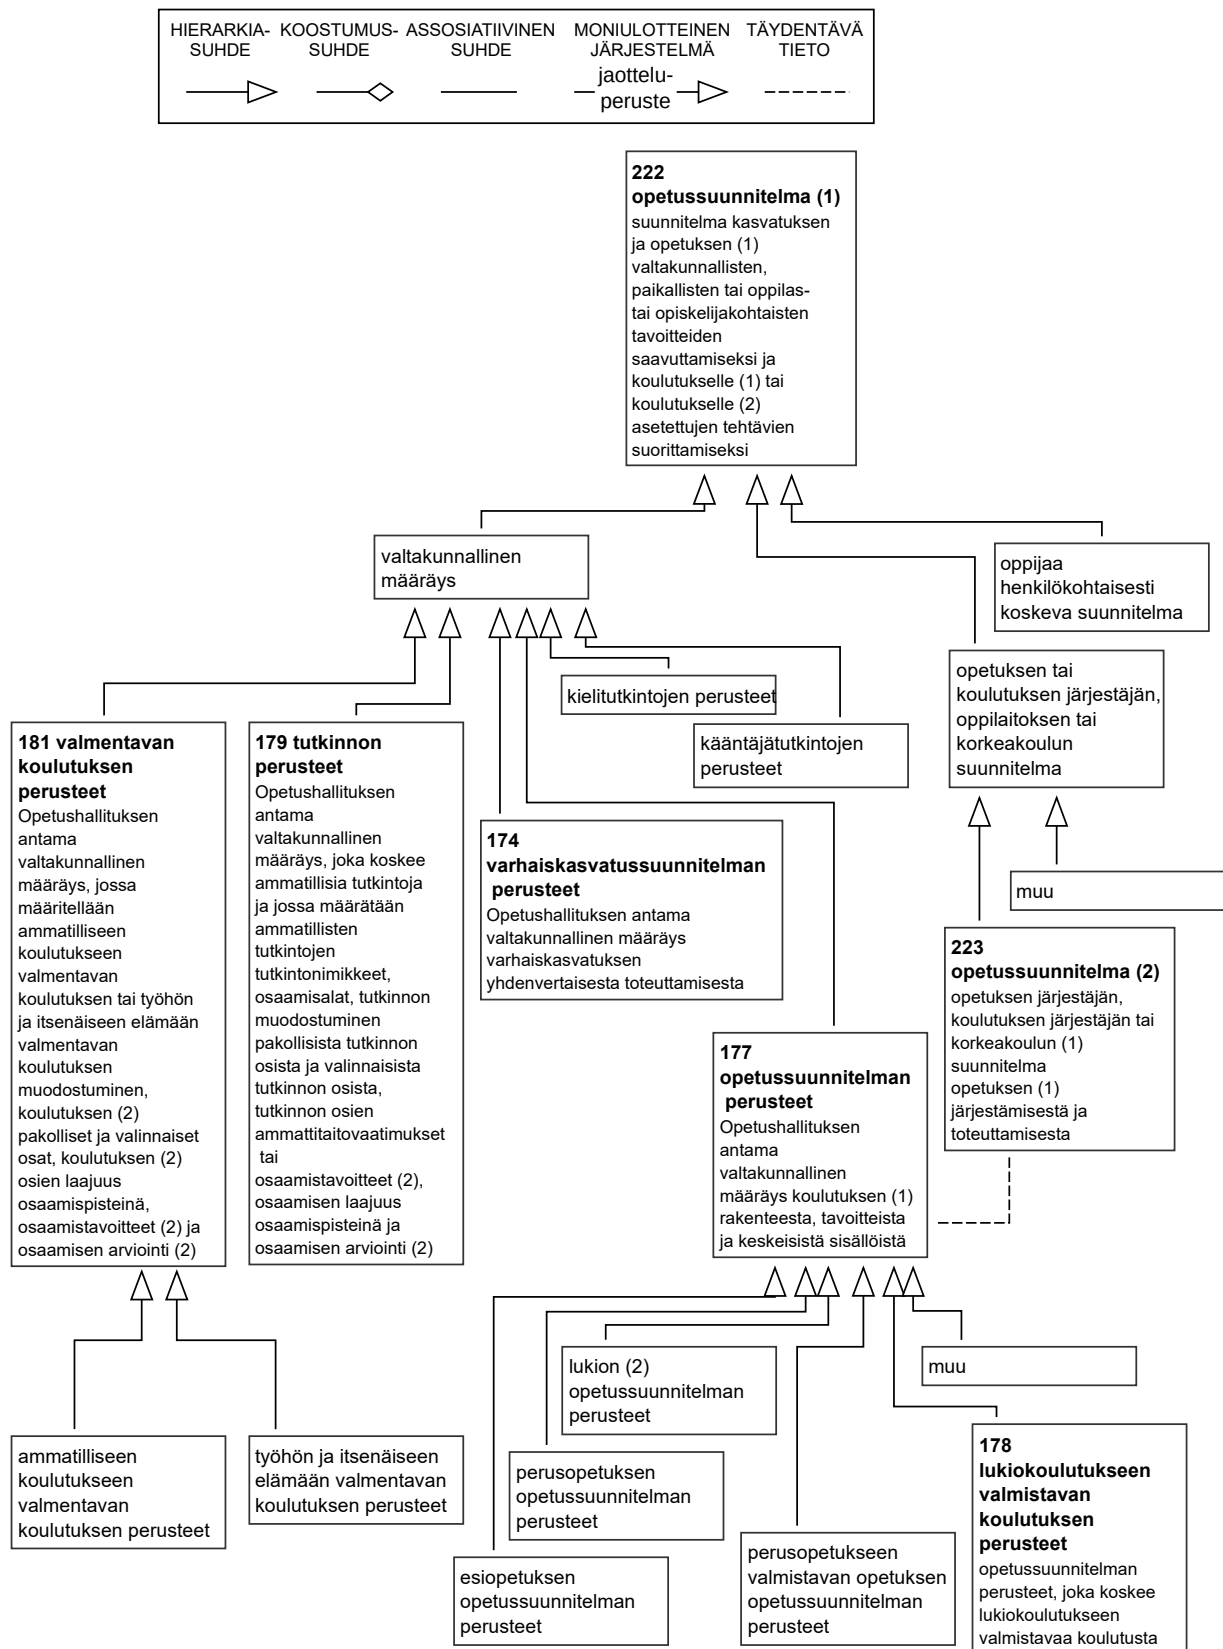 HIERARKIA-
SUHDE
KOOSTUMUS-
SUHDE
ASSOSIATIIVINEN
SUHDE
MONIULOTTEINEN
JÄRJESTELMÄ
jaottelu-
peruste
TÄYDENTÄVÄ
TIETO
222
opetussuunnitelma (1)
suunnitelma kasvatuksen
ja opetuksen (1)
valtakunnallisten,
paikallisten tai oppilas-
tai opiskelijakohtaisten
tavoitteiden
saavuttamiseksi ja
koulutukselle (1) tai
koulutukselle (2)
asetettujen tehtävien
suorittamiseksi
valtakunnallinen
määräys
oppijaa
henkilökohtaisesti
koskeva suunnitelma
opetuksen tai
koulutuksen järjestäjän,
oppilaitoksen tai
korkeakoulun
suunnitelma
kielitutkintojen perusteet
kääntäjätutkintojen
perusteet
181 valmentavan
koulutuksen
perusteet
Opetushallituksen
antama
valtakunnallinen
määräys, jossa
määritellään
ammatilliseen
koulutukseen
valmentavan
koulutuksen tai työhön
ja itsenäiseen elämään
valmentavan
koulutuksen
muodostuminen,
koulutuksen (2)
pakolliset ja valinnaiset
osat, koulutuksen (2)
osien laajuus
osaamispisteinä,
osaamistavoitteet (2) ja
osaamisen arviointi (2)
179 tutkinnon
perusteet
Opetushallituksen
antama
valtakunnallinen
määräys, joka koskee
ammatillisia tutkintoja
ja jossa määrätään
ammatillisten
tutkintojen
tutkintonimikkeet,
osaamisalat, tutkinnon
muodostuminen
pakollisista tutkinnon
osista ja valinnaisista
tutkinnon osista,
tutkinnon osien
ammattitaitovaatimukset
tai
osaamistavoitteet (2),
osaamisen laajuus
osaamispisteinä ja
osaamisen arviointi (2)
174
varhaiskasvatussuunnitelman
perusteet
Opetushallituksen antama
valtakunnallinen määräys
varhaiskasvatuksen
yhdenvertaisesta toteuttamisesta
muu
223
opetussuunnitelma (2)
opetuksen järjestäjän,
koulutuksen järjestäjän tai
korkeakoulun (1)
suunnitelma
opetuksen (1)
järjestämisestä ja
toteuttamisesta
177
opetussuunnitelman
perusteet
Opetushallituksen
antama
valtakunnallinen
määräys koulutuksen (1)
rakenteesta, tavoitteista
ja keskeisistä sisällöistä
lukion (2)
opetussuunnitelman
perusteet
muu
ammatilliseen
koulutukseen
valmentavan
koulutuksen perusteet
työhön ja itsenäiseen
elämään valmentavan
koulutuksen perusteet
perusopetuksen
opetussuunnitelman
perusteet
esiopetuksen
opetussuunnitelman
perusteet
perusopetukseen
valmistavan opetuksen
opetussuunnitelman
perusteet
178
lukiokoulutukseen
valmistavan
koulutuksen
perusteet
opetussuunnitelman
perusteet, joka koskee
lukiokoulutukseen
valmistavaa koulutusta